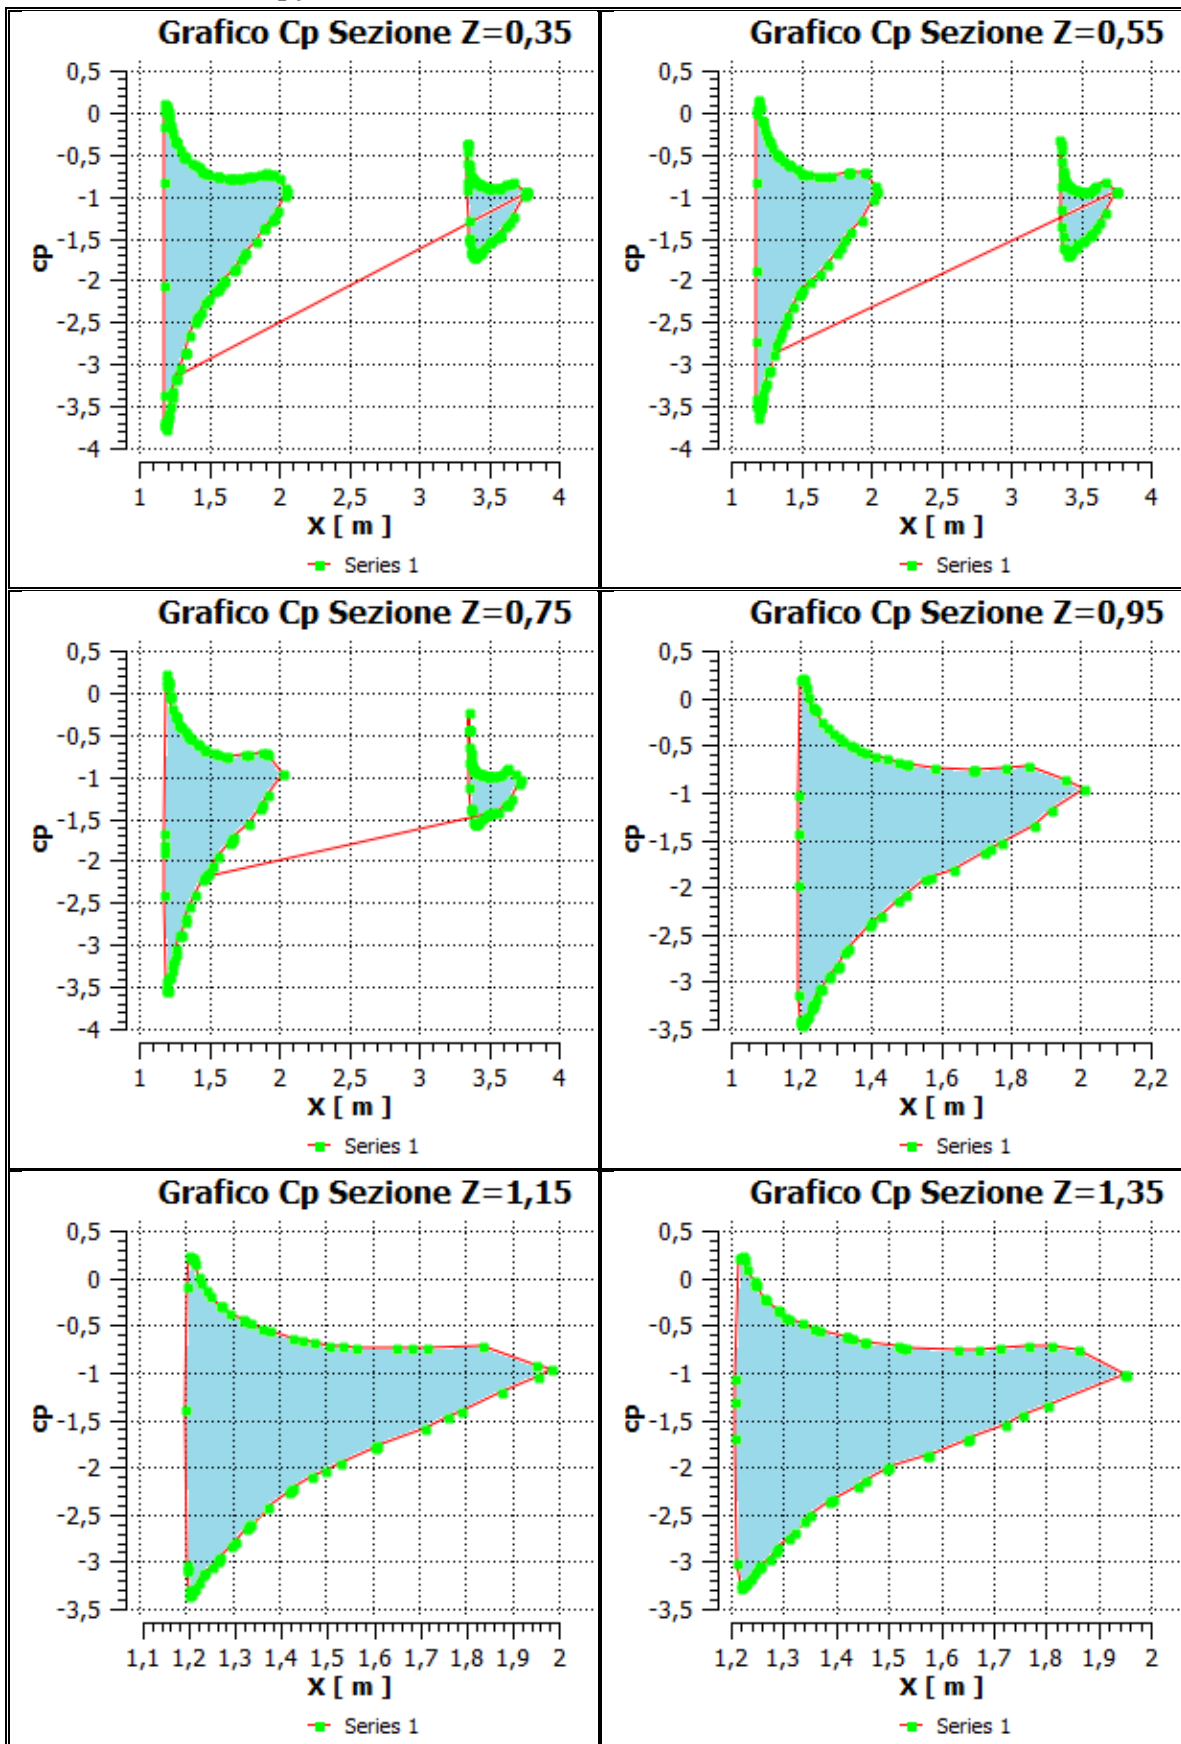 Grafico Cp Sezione Z=0,35
0,5
0
-0,5
-1
-1,5
-2
-2,5
-3
-3,5
-4
cp
1 1,5 2 2,5 3 3,5 4
X [ m ]
Series 1
Grafico Cp Sezione Z=0,55
0,5
0
-0,5
-1
-1,5
-2
-2,5
-3
-3,5
-4
cp
1 1,5 2 2,5 3 3,5 4
X [ m ]
Series 1
Grafico Cp Sezione Z=0,75
0,5
0
-0,5
-1
-1,5
-2
-2,5
-3
-3,5
-4
cp
1 1,5 2 2,5 3 3,5 4
X [ m ]
Series 1
Grafico Cp Sezione Z=0,95
0,5
0
-0,5
-1
-1,5
-2
-2,5
-3
-3,5
cp
1 1,2 1,4 1,6 1,8 2 2,2
X [ m ]
Series 1
Grafico Cp Sezione Z=1,15
0,5
0
-0,5
-1
-1,5
-2
-2,5
-3
-3,5
cp
1,1 1,2 1,3 1,4 1,5 1,6 1,7 1,8 1,9 2
X [ m ]
Series 1
Grafico Cp Sezione Z=1,35
0,5
0
-0,5
-1
-1,5
-2
-2,5
-3
-3,5
cp
1,2 1,3 1,4 1,5 1,6 1,7 1,8 1,9 2
X [ m ]
Series 1